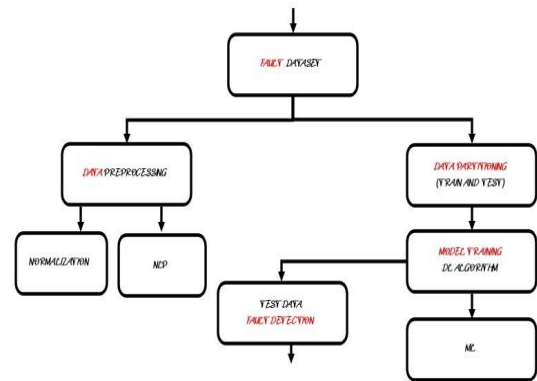 FAULT DATASET
DATA PREPROCESSING
DATA PARTITIONING
(TRAIN AND TEST)
NORMALIZATION
NLP
MODEL TRAINING
DL ALGORITHM
TEST DATA
FAULT DETECTION
ML